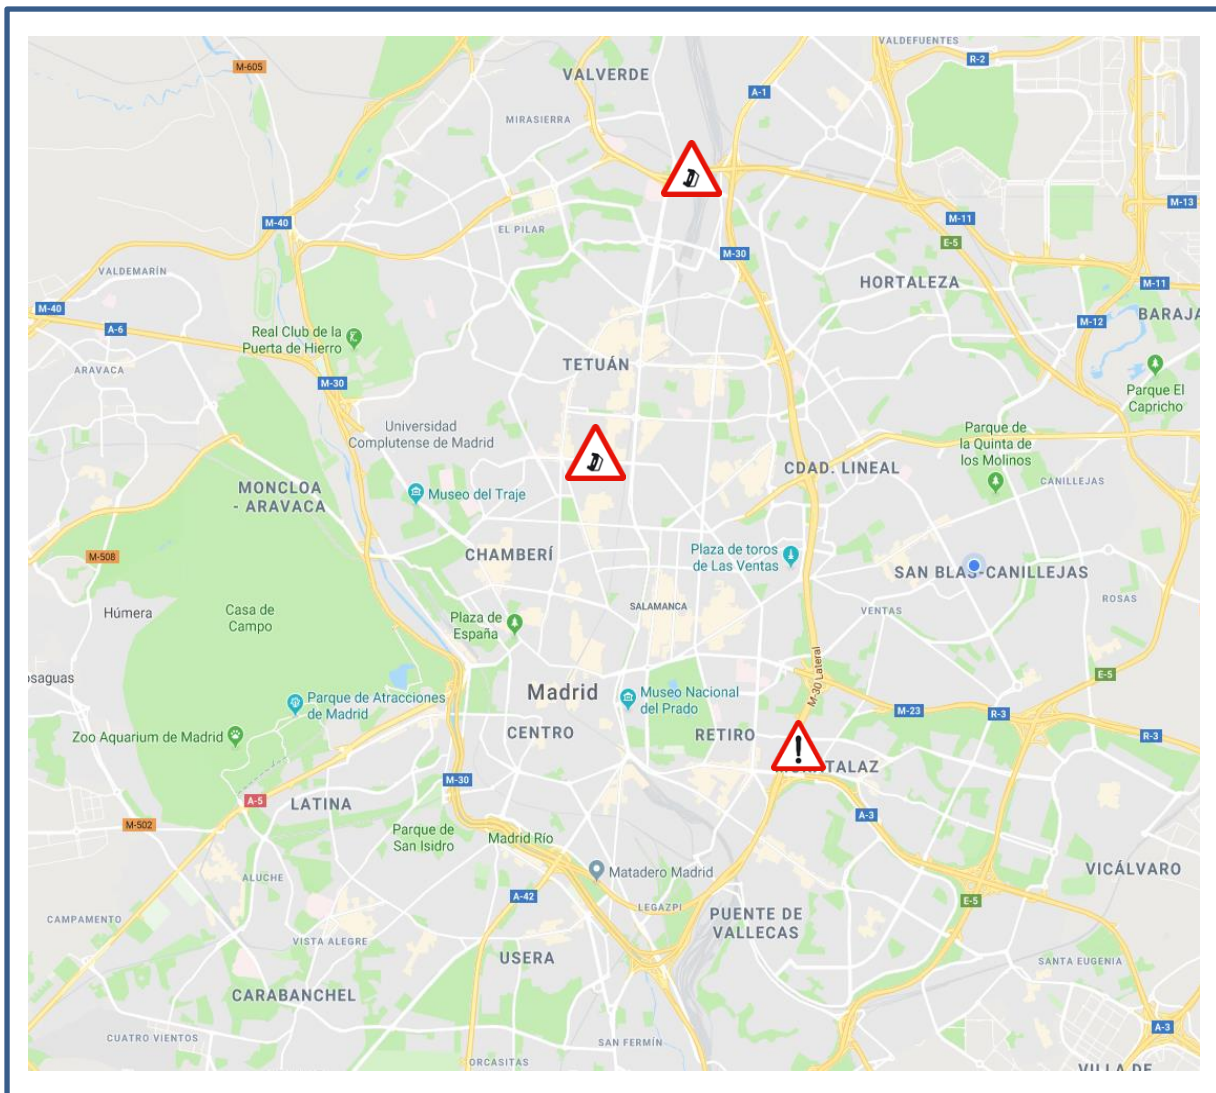 VALDEFUENTES
M-605
R-2
VALVERDE
A-1
MIRASIERRA
M-40
M-11
M-13
EL PILAR
E-5
M-30
VALDEMARÍN
HORTALEZA
M-11
M-40
M-12
BARAJA
A-6
Real Club de la
Puerta de Hierro
TETUÁN
ARAVACA
M-30
Parque El
Capricho
Universidad
Complutense de Madrid
Parque de
la Quinta de
los Molinos
CDAD. LINEAL
MONCLOA
- ARAVACA
Museo del Traje
CANILLEJAS
M-508
CHAMBERÍ
Plaza de toros
de Las Ventas
SAN BLAS-CANILLEJAS
Húmera
Casa de
Campo
SALAMANCA
VENTAS
ROSAS
Plaza de
España
osaguas
M-30 Lateral
E-5
Parque de Atracciones
de Madrid
Madrid
Museo Nacional
del Prado
M-23
R-3
Zoo Aquarium de Madrid
CENTRO
RETIRO
R-3
!
ATALAZ
M-30
A-5
LATINA
A-3
M-502
Parque de
San Isidro
Madrid Río
Matadero Madrid
VICÁLVARO
ALUCHE
A-42
LEGAZPI
E-5
CAMPAMENTO
PUENTE DE
VALLECAS
VISTA ALEGRE
USERA
SANTA EUGENIA
CARABANCHEL
A-3
CUATRO VIENTOS
SAN FERMÍN
ORCASITAS
VILLA DE